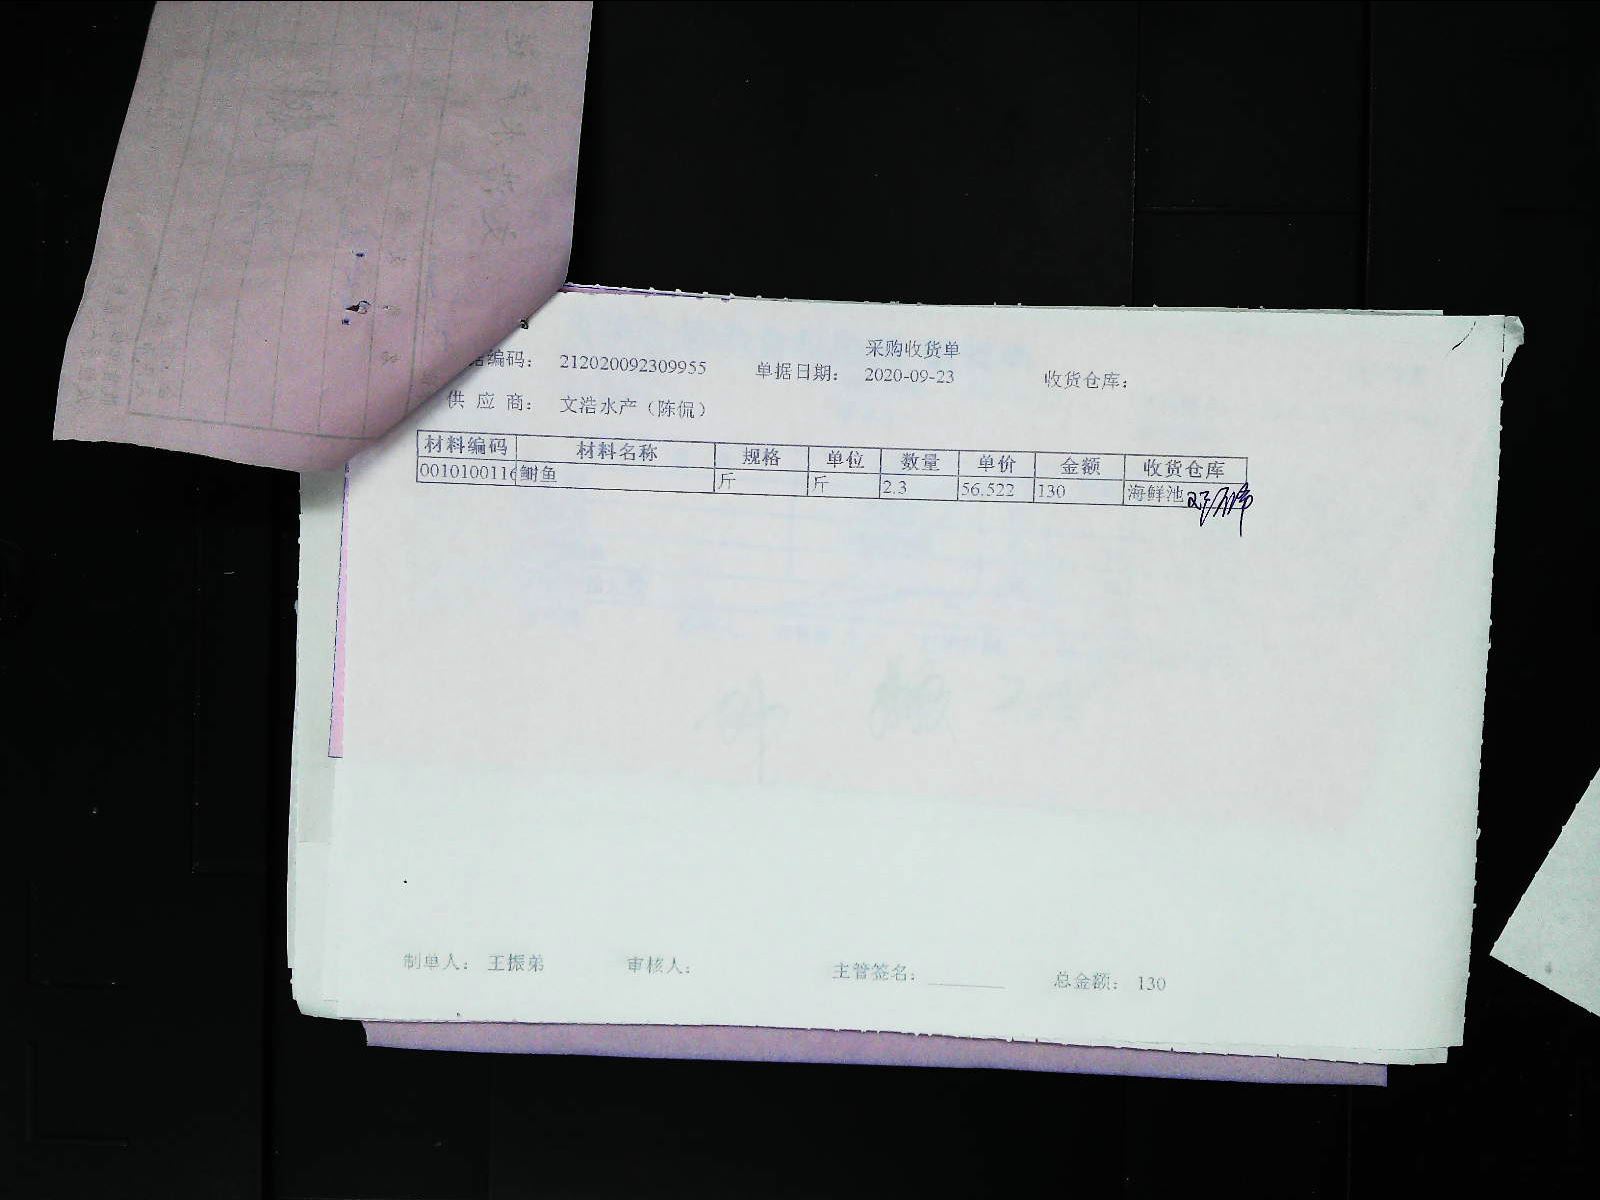 采购收货单
据编码： 212020092309955 单据日期： 2020-09-23 收货仓库：
供应商： 文浩水产（陈侃）
材料编码 材料名称 规格 单位 数量 单价 金额 收货仓库
0010100116 鲥鱼 斤 斤 2.3 56.522 130 海鲜池
制单人： 王振弟 审核人： 主管签名： 总金额： 130